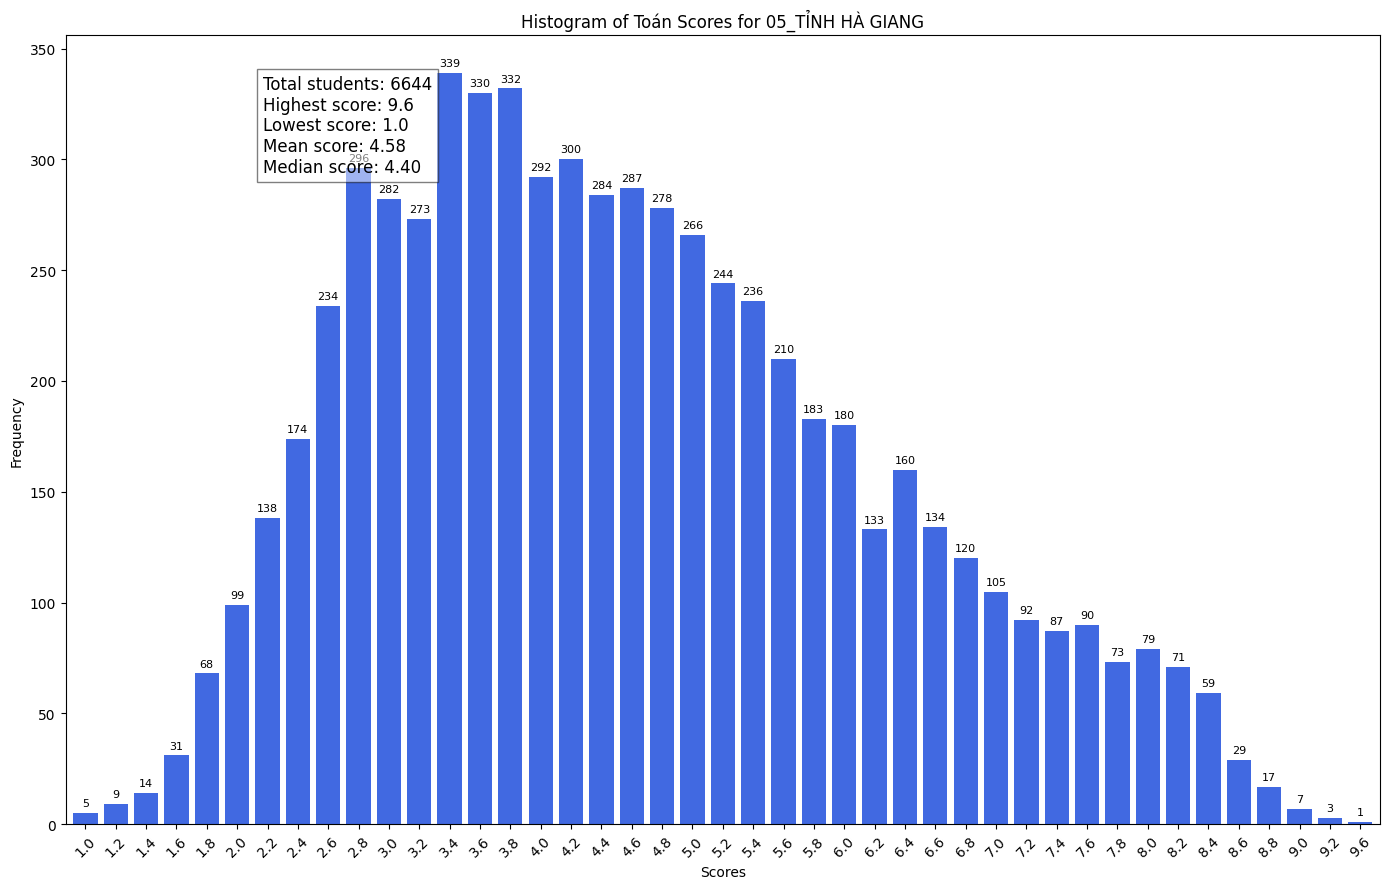 Histogram of Toán Scores for 05_TỈNH HÀ GIANG
Total students: 6644
Highest score: 9.6
Lowest score: 1.0
Mean score: 4.58
Median score: 4.40
Frequency
350
300
250
200
150
100
50
0
5 9 14 31 68 99 138 174 234 296 282 273 339 330 332 292 300 284 287 278 266 244 236 210 183 180 133 160 134 120 105 92 87 90 73 79 71 59 29 17 7 3 1
1.0 1.2 1.4 1.6 1.8 2.0 2.2 2.4 2.6 2.8 3.0 3.2 3.4 3.6 3.8 4.0 4.2 4.4 4.6 4.8 5.0 5.2 5.4 5.6 5.8 6.0 6.2 6.4 6.6 6.8 7.0 7.2 7.4 7.6 7.8 8.0 8.2 8.4 8.6 8.8 9.0 9.2 9.6
Scores